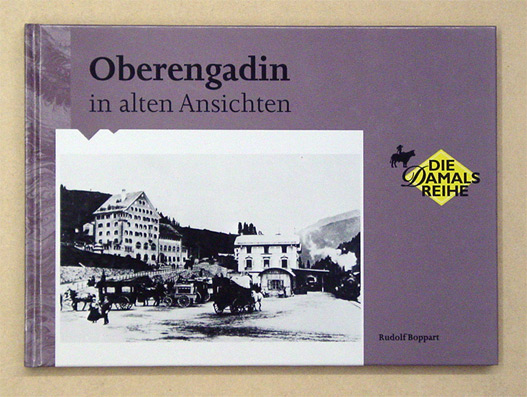 Oberengadin
in alten Ansichten
DIE
DAMALS
REIHE
Rudolf Boppart